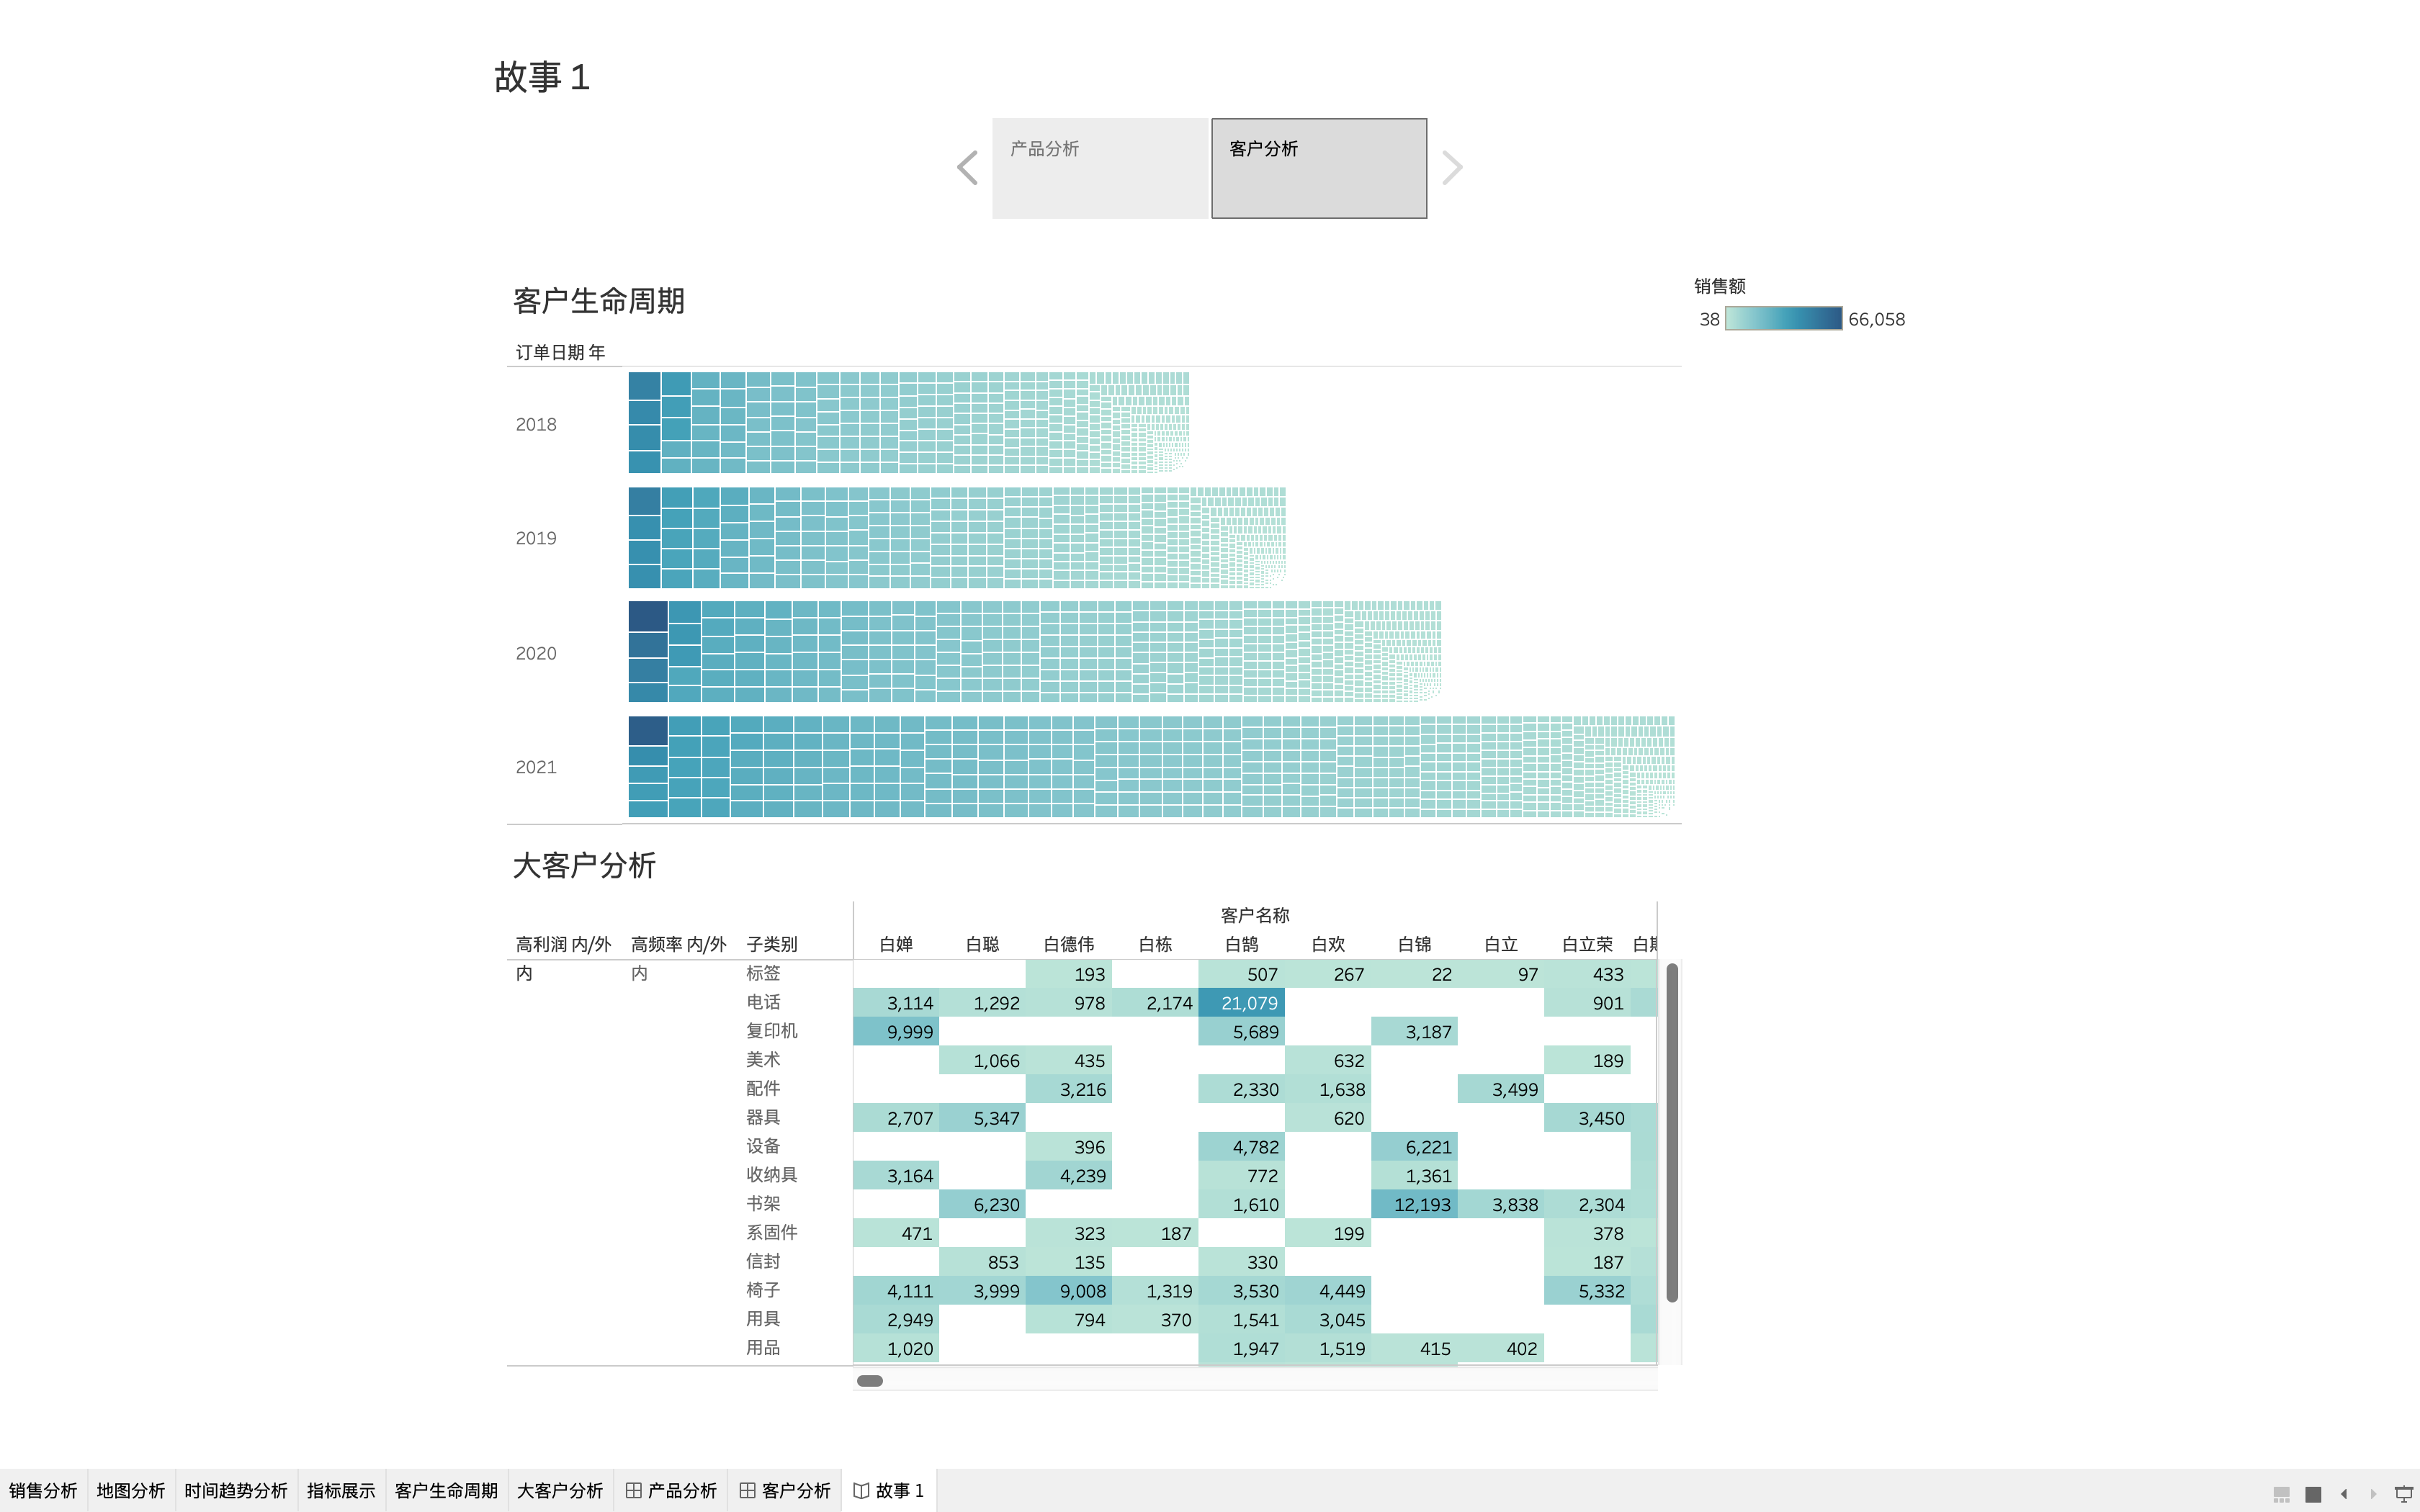 故事 1
产品分析
客户分析
客户生命周期
销售额
38 66,058
订单日期 年
2018
2019
2020
2021
大客户分析
客户名称
高利润 内/外 高频率 内/外 子类别 白婵 白聪 白德伟 白栋 白鹄 白欢 白锦 白立 白立荣 白
内 内 标签 193 507 267 22 97 433
电话 3,114 1,292 978 2,174 21,079 901
复印机 9,999 5,689 3,187
美术 1,066 435 632 189
配件 3,216 2,330 1,638 3,499
器具 2,707 5,347 620 3,450
设备 396 4,782 6,221
收纳具 3,164 4,239 772 1,361
书架 6,230 1,610 12,193 3,838 2,304
系固件 471 323 187 199 378
信封 853 135 330 187
椅子 4,111 3,999 9,008 1,319 3,530 4,449 5,332
用具 2,949 794 370 1,541 3,045
用品 1,020 1,947 1,519 415 402
销售分析 地图分析 时间趋势分析 指标展示 客户生命周期 大客户分析 产品分析 客户分析 故事 1